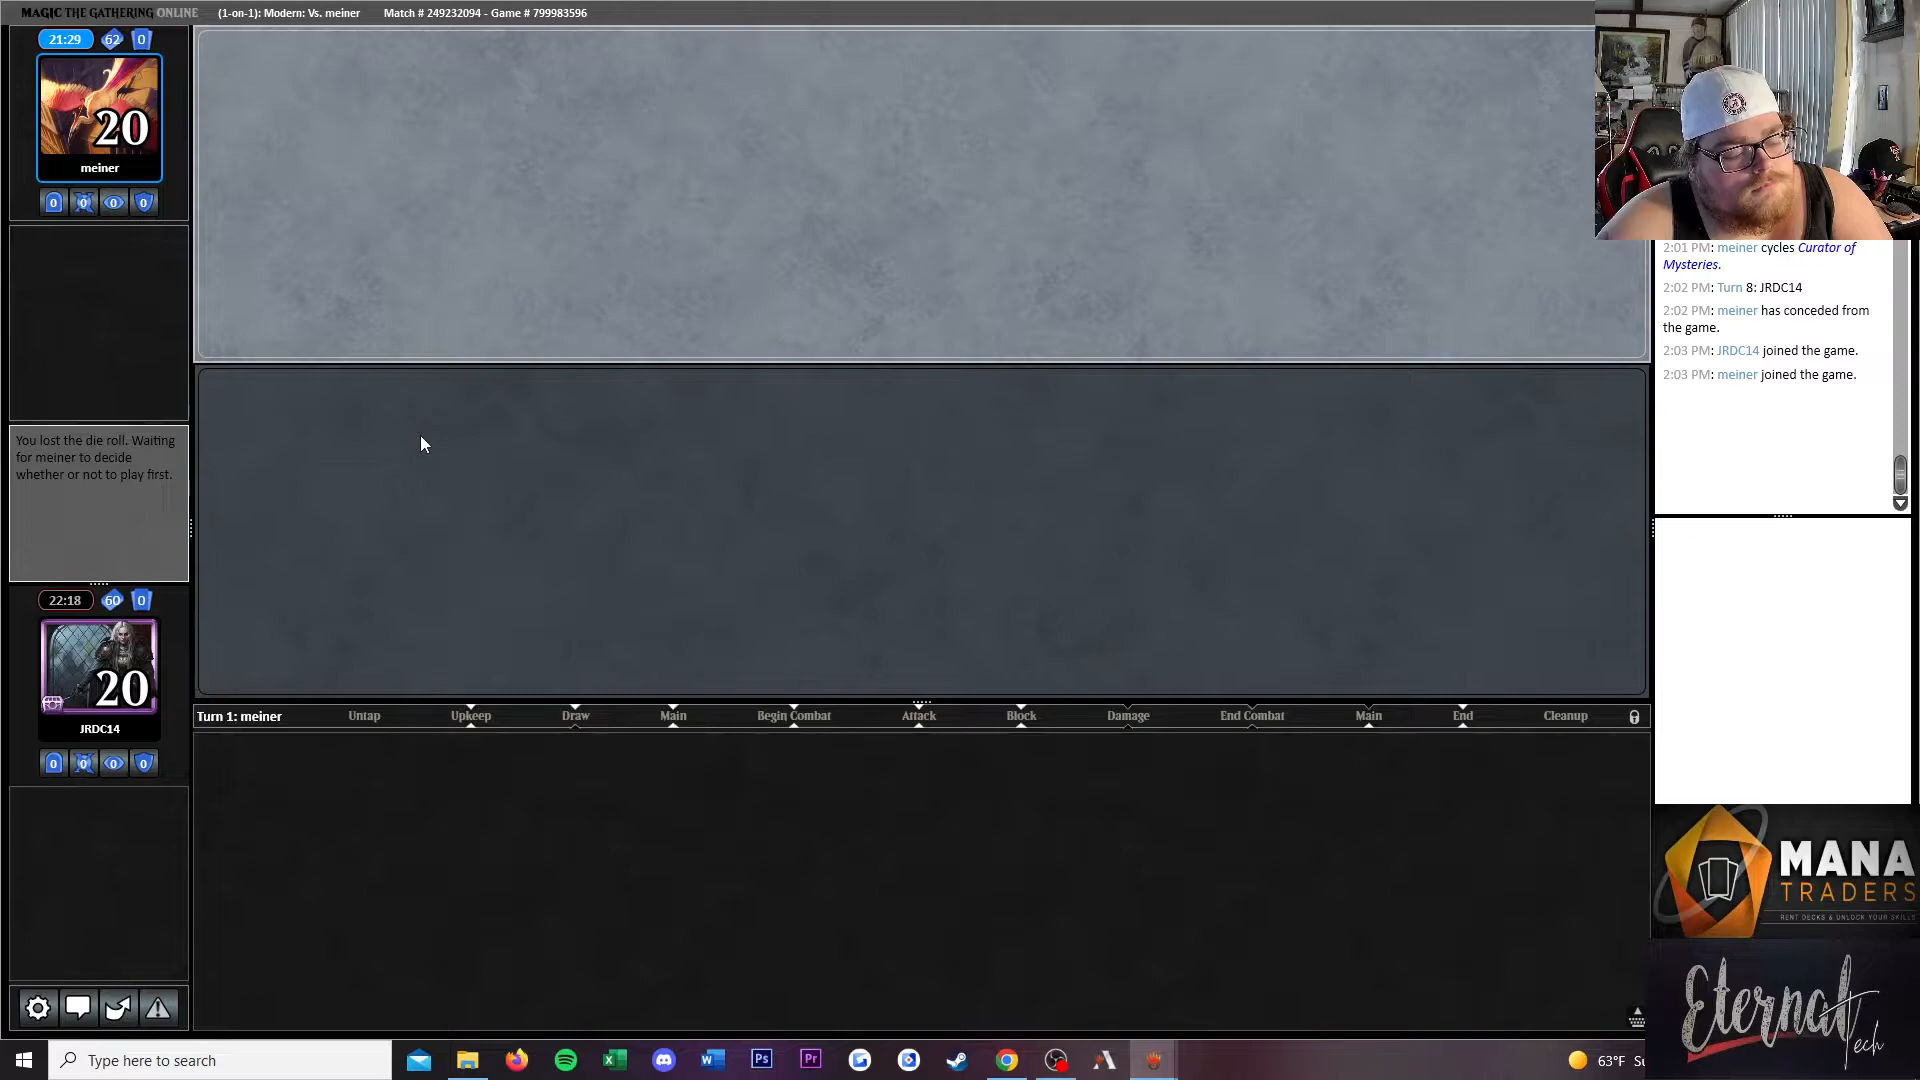 MAGIC THE GATHERING ONLINE (1-on-1): Modern: Vs. meiner Match # 249232094 - Game # 799983596
21:29 62 0
20
meiner
0 0 0 0
2:01 PM: meiner cycles Curator of
Mysteries.
2:02 PM: Turn 8: JRDC14
2:02 PM: meiner has conceded from
the game.
2:03 PM: JRDC14 joined the game.
2:03 PM: meiner joined the game.
You lost the die roll. Waiting
for meiner to decide
whether or not to play first.
22:18 60 0
20
JRDC14
0 0 0 0
Turn 1: meiner Untap Upkeep Draw Main Begin Combat Attack Block Damage End Combat Main End Cleanup
MANA
TRADERS
RENT DECKS & UNLOCK YOUR SKILLS
Eternal
Tech
Type here to search
W
Ps
Pr
63°F Su